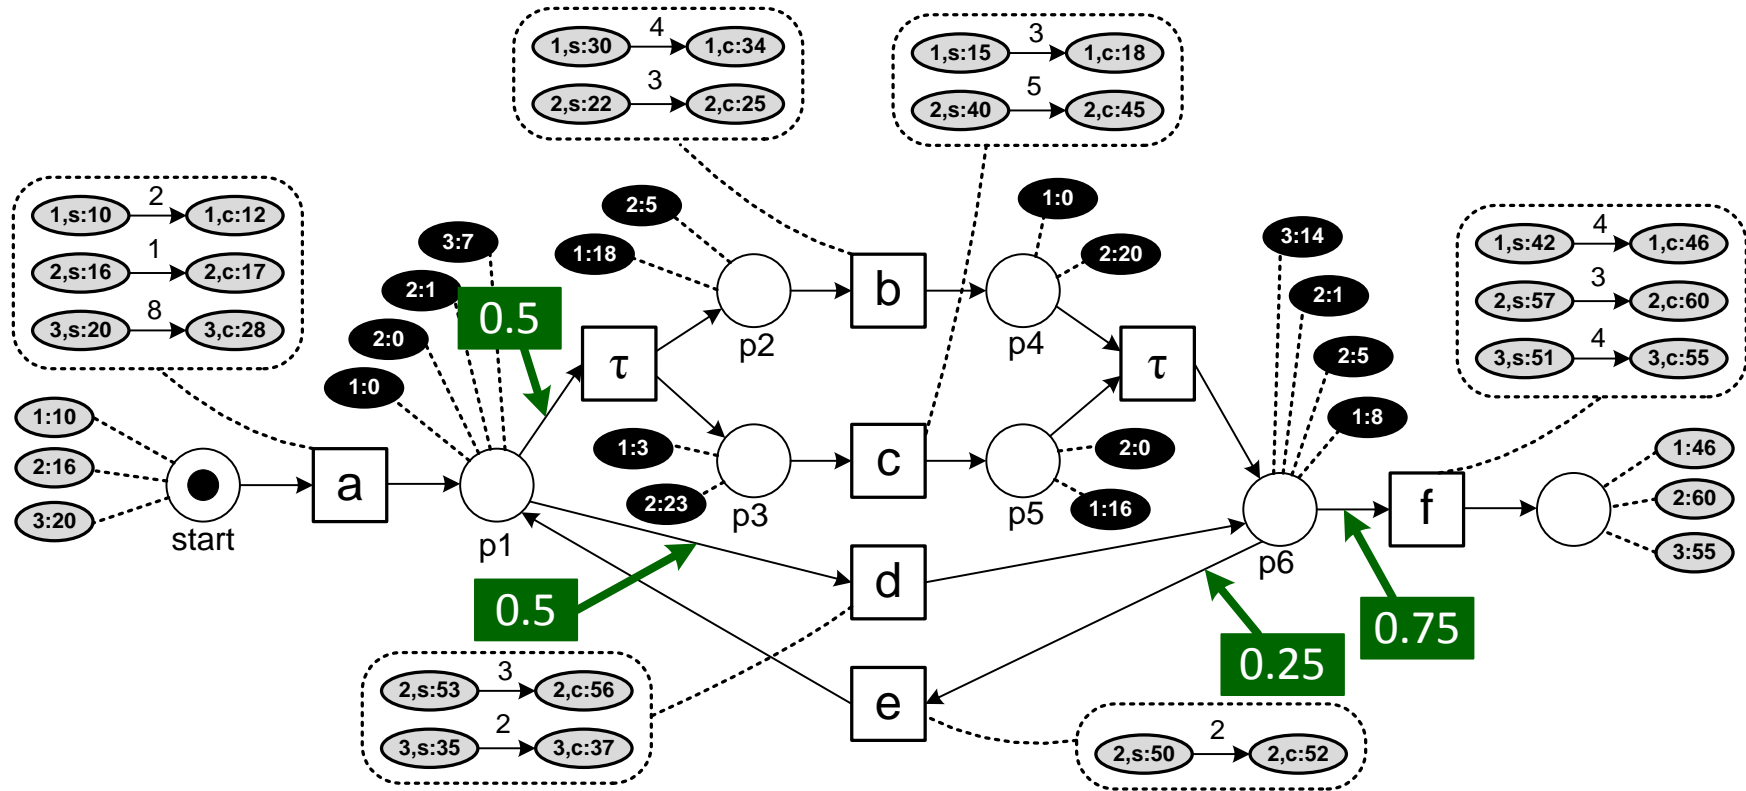 1,s:30 4 1,c:34
2,s:22 3 2,c:25
1,s:15 3 1,c:18
2,s:40 5 2,c:45
1,s:10 2 1,c:12
2,s:16 1 2,c:17
3,s:20 8 3,c:28
1:10
2:16
3:20
start
a
1:0
2:0
2:1
3:7
p1
0.5
0.5
τ
2:5
1:18
p2
1:3
2:23
p3
b
c
d
e
1:0
2:20
p4
2:0
1:16
p5
τ
3:14
2:1
2:5
1:8
p6
0.25
0.75
f
1,s:42 4 1,c:46
2,s:57 3 2,c:60
3,s:51 4 3,c:55
1:46
2:60
3:55
2,s:53 3 2,c:56
3,s:35 2 3,c:37
2,s:50 2 2,c:52